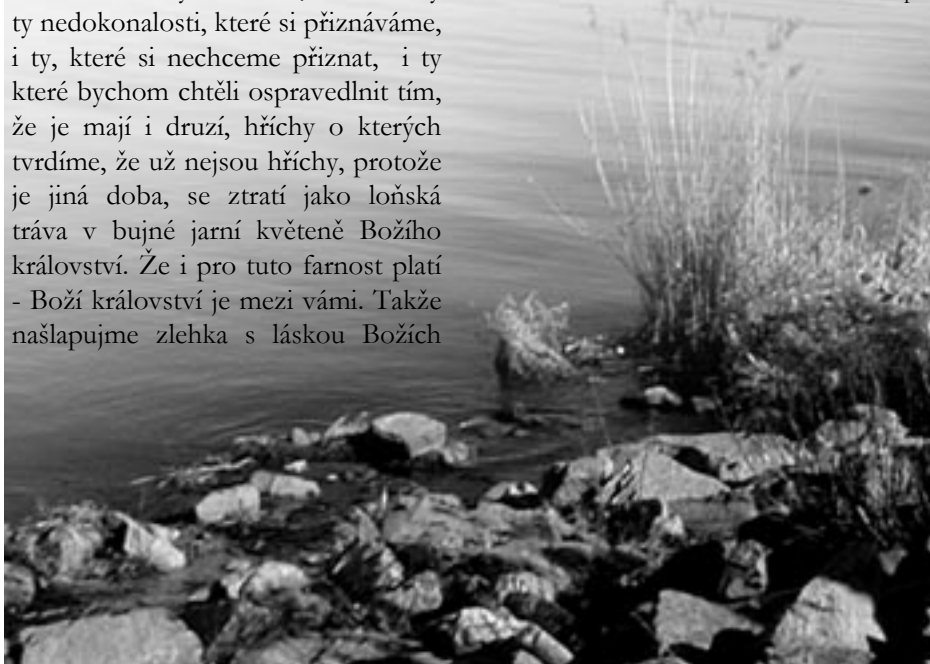 ty nedokonalosti, které si přiznáváme,
i ty, které si nechceme přiznat, i ty
které bychom chtěli ospravedlnit tím,
že je mají i druzí, hříchy o kterých
tvrdíme, že už nejsou hříchy, protože
je jiná doba, se ztratí jako loňská
tráva v bujné jarní květeně Božího
království. Že i pro tuto farnost platí
- Boží království je mezi vámi. Takže
našlapujme zlehka s láskou Božích